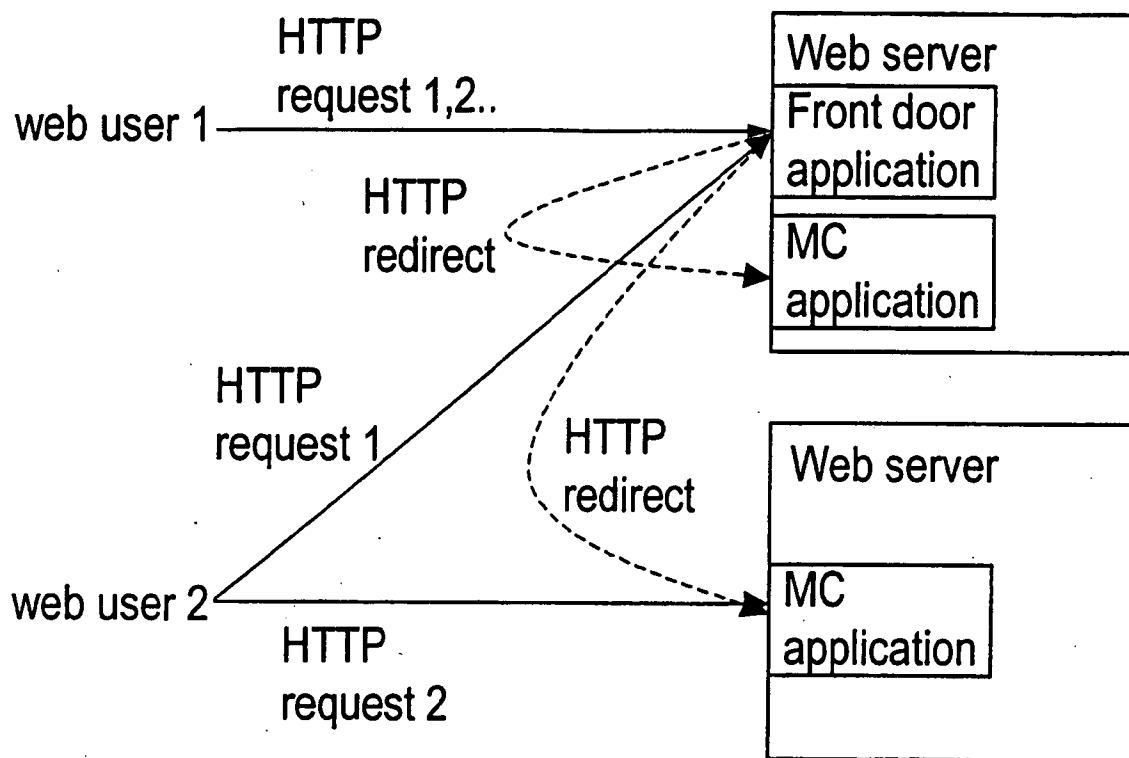 HTTP
request 1,2..
web user 1
Web server
Front door
application
HTTP
redirect
MC
application
HTTP
request 1
HTTP
redirect
Web server
web user 2
MC
application
HTTP
request 2